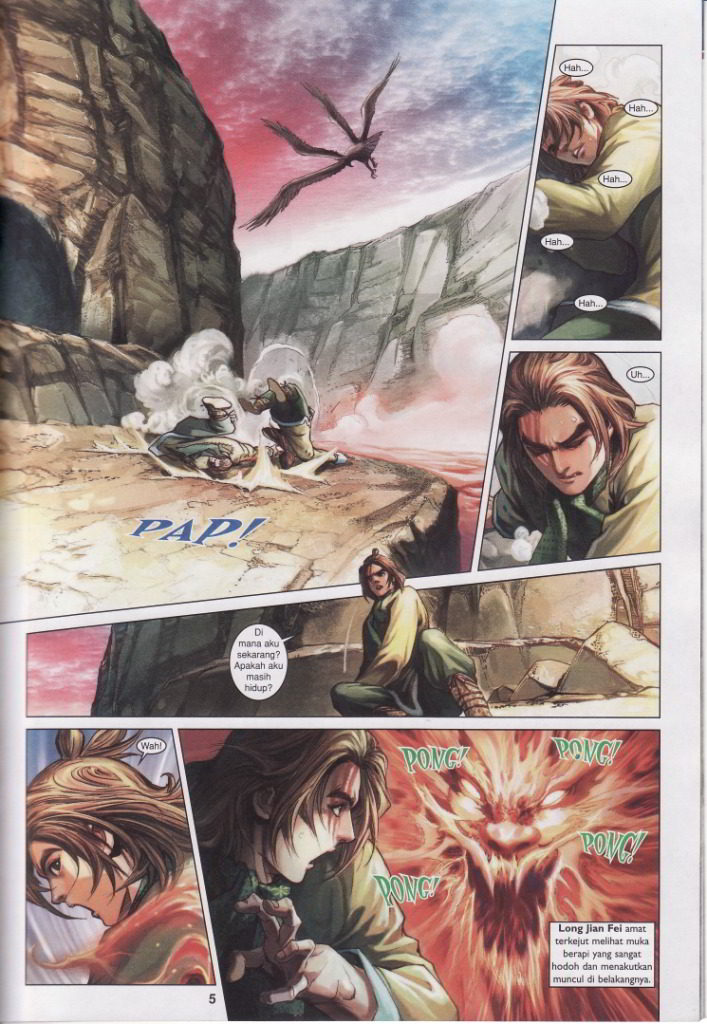 Hah...
Hah...
Hah...
Hah...
Hah...
PAP!
Uh...
Di
mana aku
sekarang?
Apakah aku
masih
hidup?
Wah!
PONG!
PONG!
PONG!
PONG!
Long Jian Fei amat
terkejut melihat muka
berapi yang sangat
hodoh dan menakutkan
muncul di belakangnya.
5